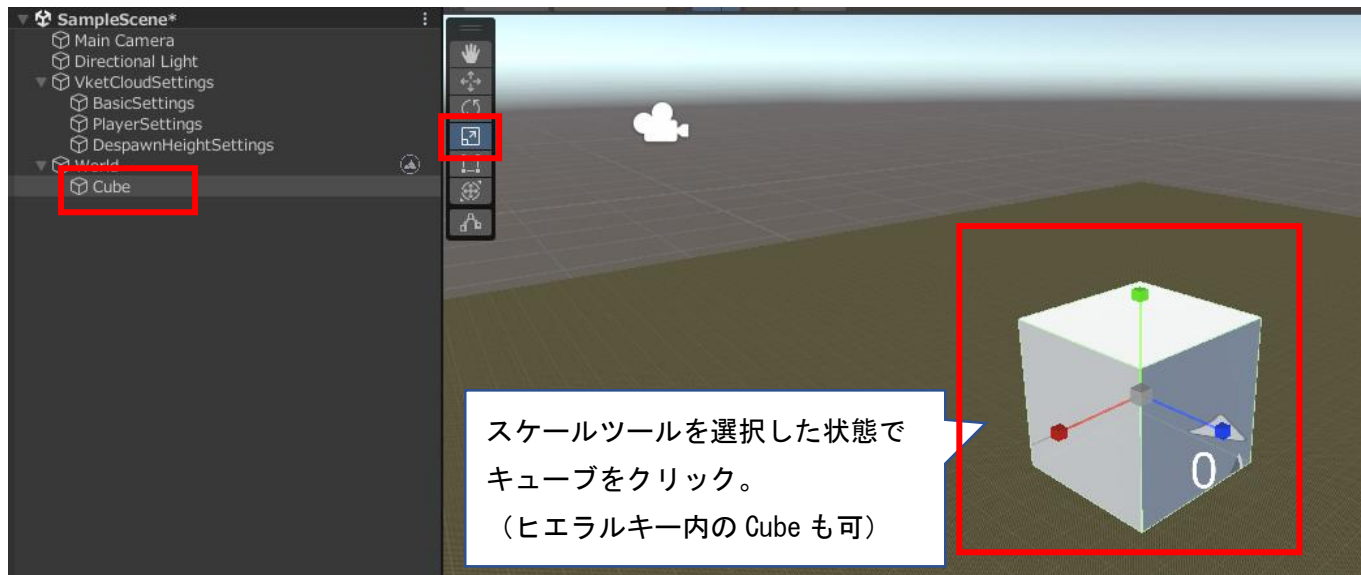 SampleScene*
Main Camera
Directional Light
VketCloudSettings
BasicSettings
PlayerSettings
DespawnHeightSettings
World
Cube
スケールツールを選択した状態で
キューブをクリック。
（ヒエラルキー内の Cube も可）
0